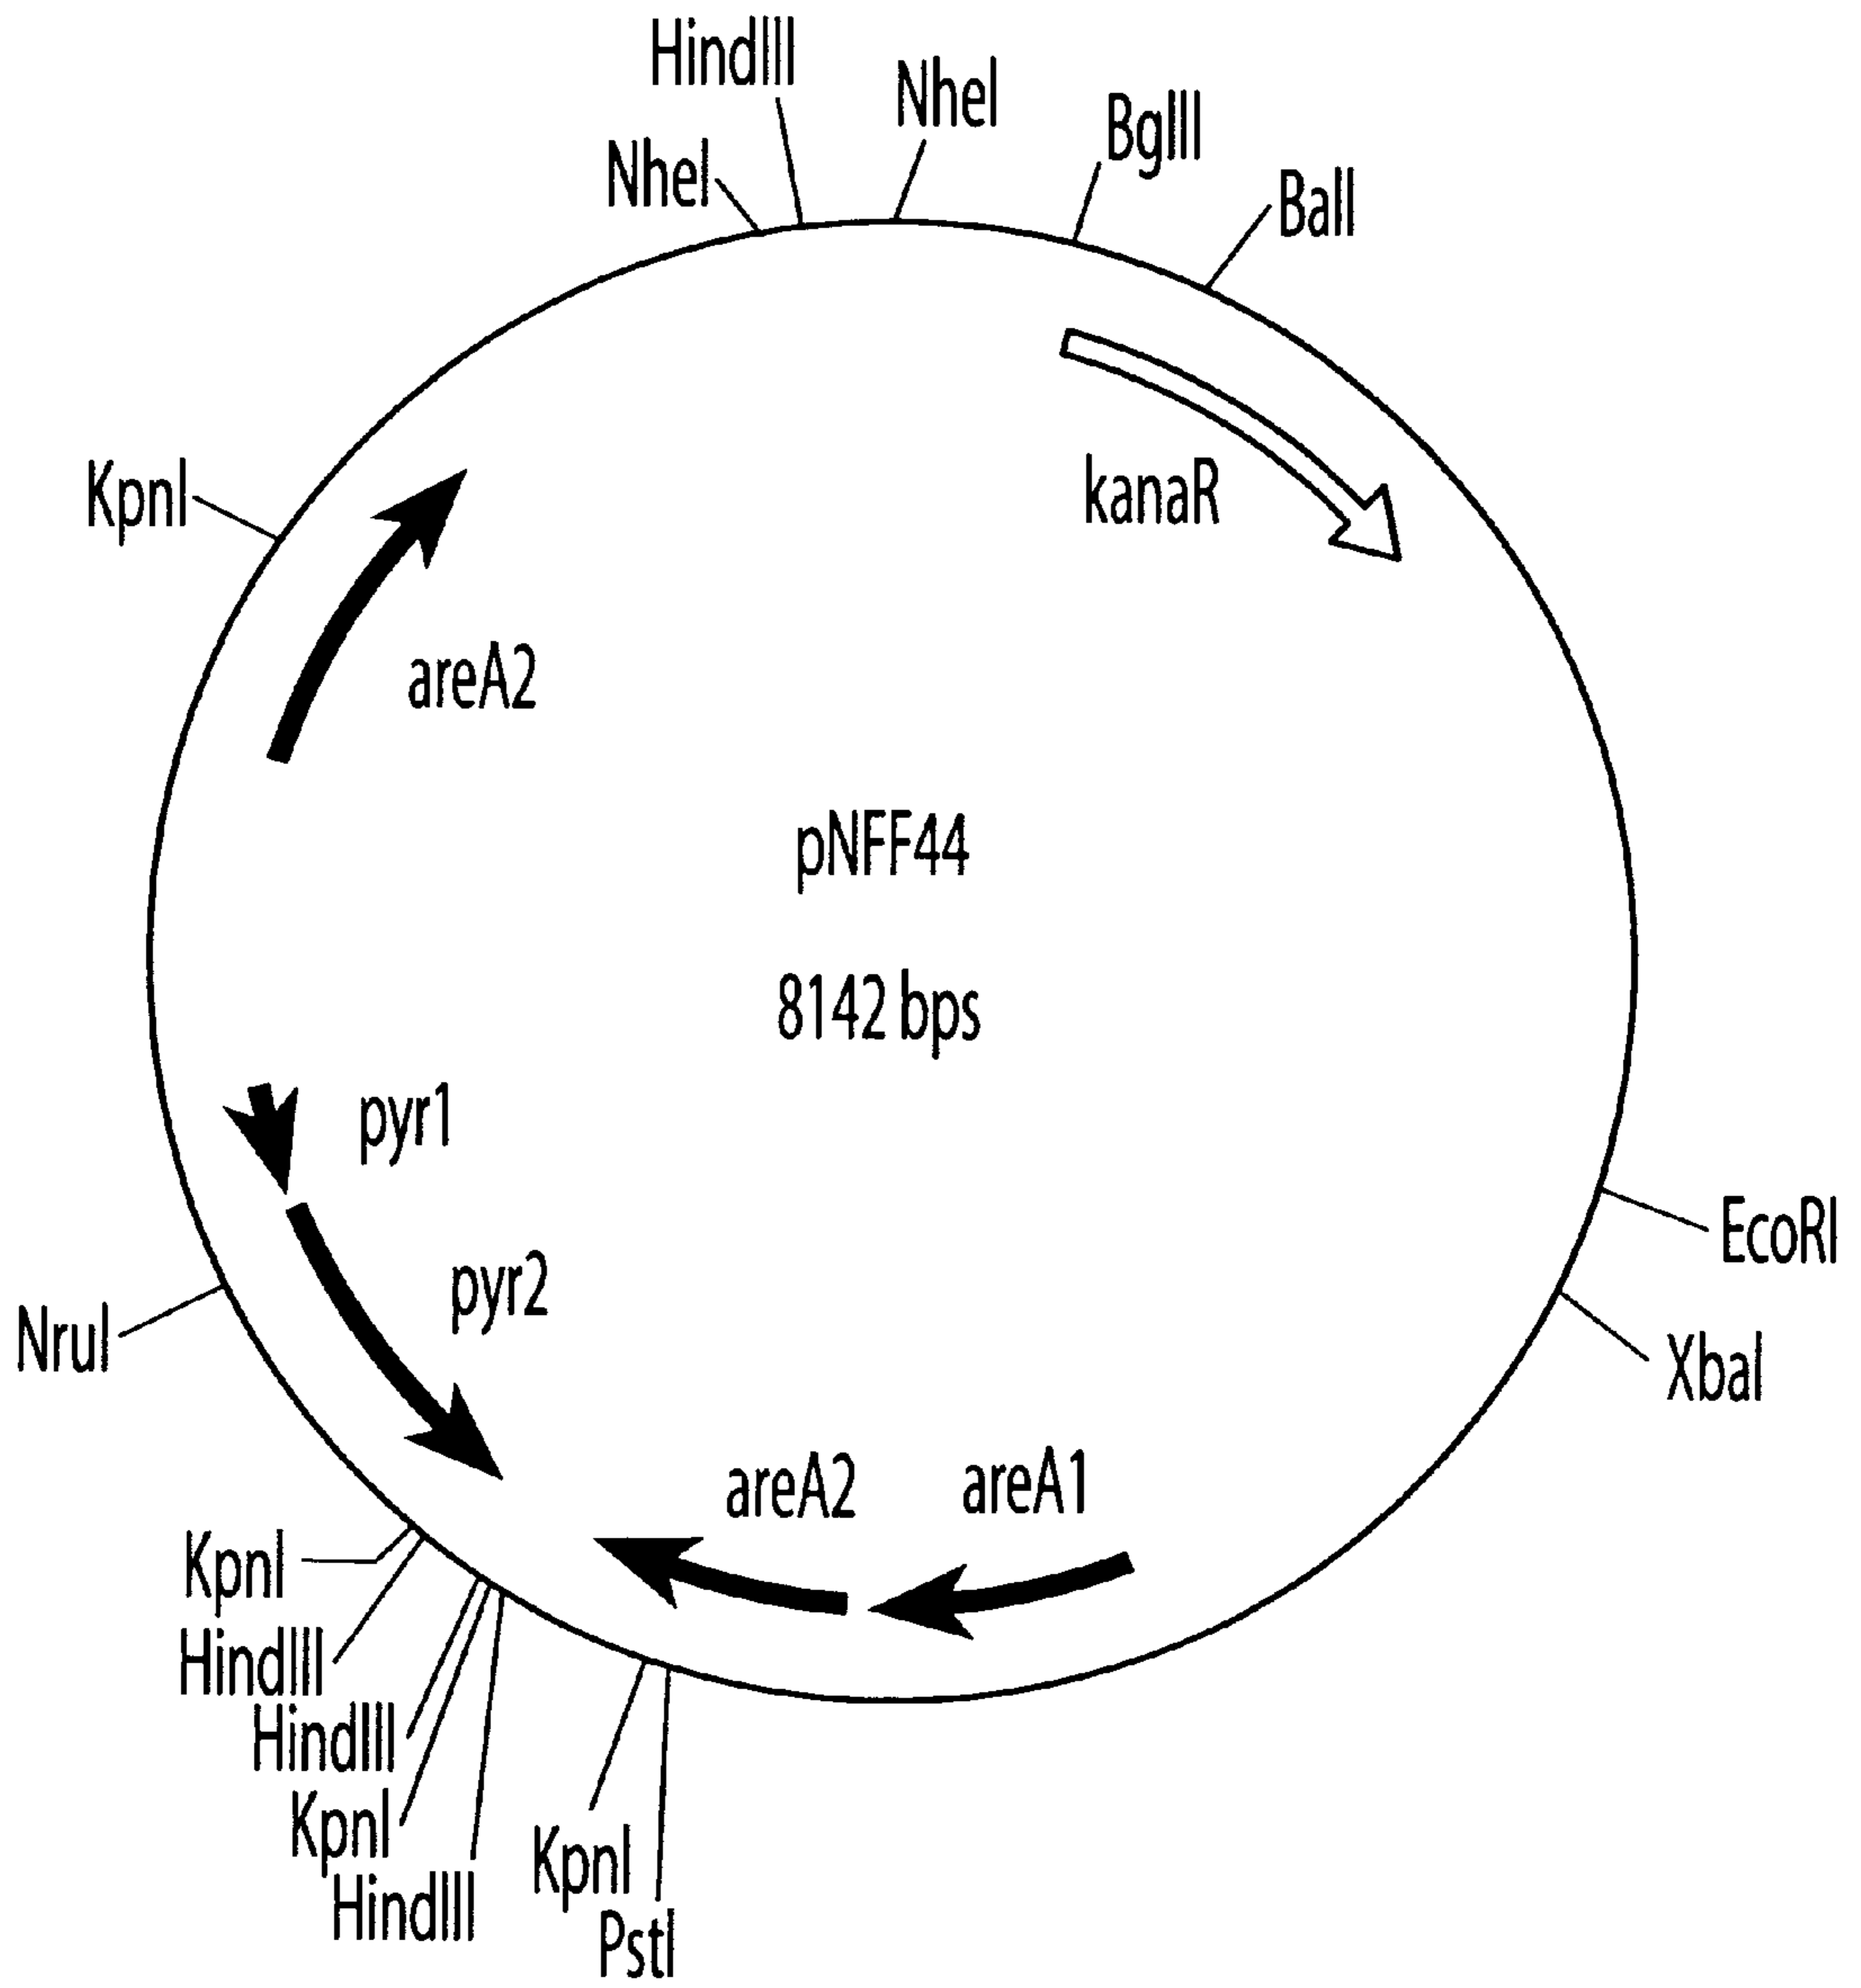 HindIII
NheI
NheI
BglII
BalI
KpnI
kanaR
areA2
pNFF44
8142 bps
pyr1
EcoRI
pyr2
NruI
XbaI
areA2
areA1
KpnI
HindIII
HindIII
KpnI
KpnI
HindIII
PstI